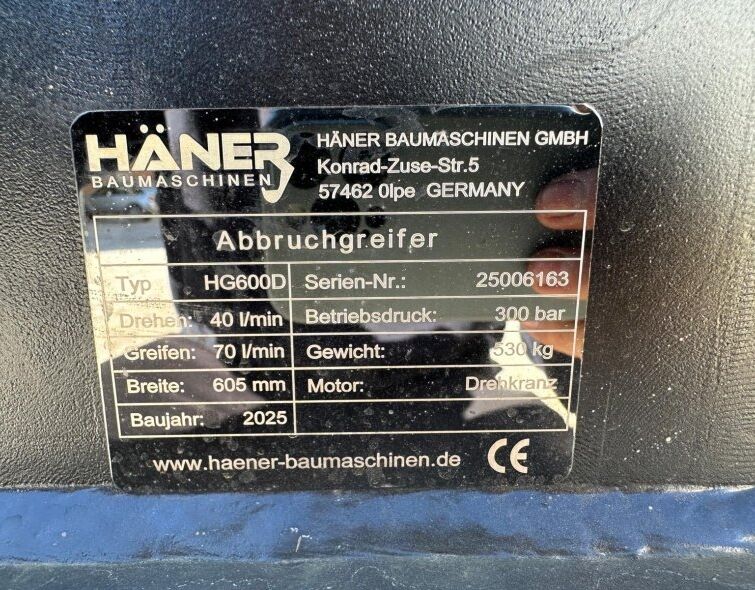 HÄNER
BAUMASCHINEN
HÄNER BAUMASCHINEN GMBH
Konrad-Zuse-Str.5
57462 Olpe GERMANY
Abbruchgreifer
Typ HG600D Serien-Nr.: 25006163
Drehen: 40 l/min Betriebsdruck: 300 bar
Greifen: 70 l/min Gewicht: 530 kg
Breite: 605 mm Motor: Drehkranz
Baujahr: 2025
www.haener-baumaschinen.de CE